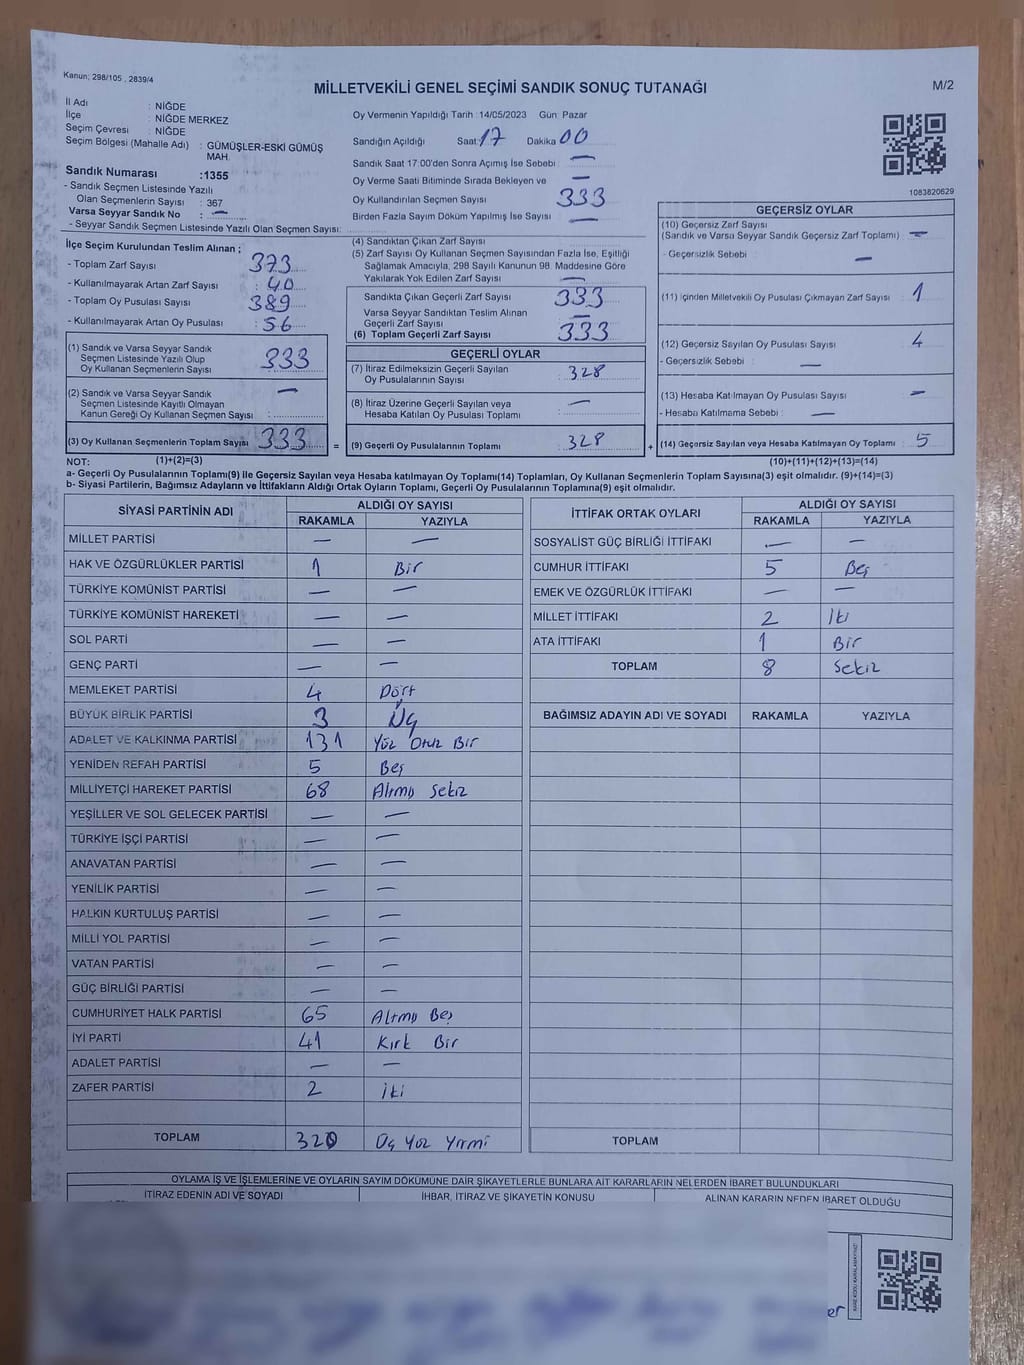 Kanun; 298/105 , 2839/4
MİLLETVEKİLİ GENEL SEÇİMİ SANDIK SONUÇ TUTANAĞI
M/2
İl Adı : NİĞDE
İlçe : NİĞDE MERKEZ
Seçim Çevresi : NİĞDE
Seçim Bölgesi (Mahalle Adı) : GÜMÜŞLER-ESKİ GÜMÜŞ
MAH.
Sandık Numarası :1355
- Sandık Seçmen Listesinde Yazılı
Olan Seçmenlerin Sayısı : 367
Varsa Seyyar Sandık No : —
- Seyyar Sandık Seçmen Listesinde Yazılı Olan Seçmen Sayısı:
Oy Vermenin Yapıldığı Tarih :14/05/2023 Gün: Pazar
Sandığın Açıldığı Saat: 17 Dakika 00
Sandık Saat 17:00'den Sonra Açımış İse Sebebi —
Oy Verme Saati Bitiminde Sırada Bekleyen ve —
Oy Kullandırılan Seçmen Sayısı 333
Birden Fazla Sayım Döküm Yapılmış İse Sayısı —
1083820629
İlçe Seçim Kurulundan Teslim Alınan ;
- Toplam Zarf Sayısı 373
- Kullanılmayarak Artan Zarf Sayısı : 40
- Toplam Oy Pusulası Sayısı 389
- Kullanılmayarak Artan Oy Pusulası : 56
(1) Sandık ve Varsa Seyyar Sandık
Seçmen Listesinde Yazılı Olup
Oy Kullanan Seçmenlerin Sayısı 333
(2) Sandık ve Varsa Seyyar Sandık —
Seçmen Listesinde Kayıtlı Olmayan
Kanun Gereği Oy Kullanan Seçmen Sayısı :
(3) Oy Kullanan Seçmenlerin Toplam Sayısı 333 =
(4) Sandıktan Çıkan Zarf Sayısı
(5) Zarf Sayısı Oy Kullanan Seçmen Sayısından Fazla İse, Eşitliği
Sağlamak Amacıyla, 298 Sayılı Kanunun 98. Maddesine Göre
Yakılarak Yok Edilen Zarf Sayısı —
Sandıkta Çıkan Geçerli Zarf Sayısı 333
Varsa Seyyar Sandıktan Teslim Alınan —
Geçerli Zarf Sayısı
(6) Toplam Geçerli Zarf Sayısı 333
GEÇERLİ OYLAR
(7) İtiraz Edilmeksizin Geçerli Sayılan
Oy Pusulalarının Sayısı : 328
(8) İtiraz Üzerine Geçerli Sayılan veya —
Hesaba Katılan Oy Pusulası Toplamı :
(9) Geçerli Oy Pusulalarının Toplamı 328 +
GEÇERSİZ OYLAR
(10) Geçersiz Zarf Sayısı
(Sandık ve Varsa Seyyar Sandık Geçersiz Zarf Toplamı) : —
- Geçersizlik Sebebi : —
(11) İçinden Milletvekili Oy Pusulası Çıkmayan Zarf Sayısı : 1
(12) Geçersiz Sayılan Oy Pusulası Sayısı : 4
- Geçersizlik Sebebi : —
(13) Hesaba Katılmayan Oy Pusulası Sayısı : —
- Hesaba Katılmama Sebebi : —
(14) Geçersiz Sayılan veya Hesaba Katılmayan Oy Toplamı : 5
NOT: (1)+(2)=(3)
(10)+(11)+(12)+(13)=(14)
a- Geçerli Oy Pusulalarının Toplamı(9) ile Geçersiz Sayılan veya Hesaba katılmayan Oy Toplamı(14) Toplamları, Oy Kullanan Seçmenlerin Toplam Sayısına(3) eşit olmalıdır. (9)+(14)=(3)
b- Siyasi Partilerin, Bağımsız Adayların ve İttifakların Aldığı Ortak Oyların Toplamı, Geçerli Oy Pusulalarının Toplamına(9) eşit olmalıdır.
SİYASİ PARTİNİN ADI ALDIĞI OY SAYISI
RAKAMLA YAZIYLA
MİLLET PARTİSİ — —
HAK VE ÖZGÜRLÜKLER PARTİSİ 1 Bir
TÜRKİYE KOMÜNİST PARTİSİ — —
TÜRKİYE KOMÜNİST HAREKETİ — —
SOL PARTİ — —
GENÇ PARTİ — —
MEMLEKET PARTİSİ 4 Dört
BÜYÜK BİRLİK PARTİSİ 3 Üç
ADALET VE KALKINMA PARTİSİ 131 Yüz Otuz Bir
YENİDEN REFAH PARTİSİ 5 Beş
MİLLİYETÇİ HAREKET PARTİSİ 68 Altmış Sekiz
YEŞİLLER VE SOL GELECEK PARTİSİ — —
TÜRKİYE İŞÇİ PARTİSİ — —
ANAVATAN PARTİSİ — —
YENİLİK PARTİSİ — —
HALKIN KURTULUŞ PARTİSİ — —
MİLLİ YOL PARTİSİ — —
VATAN PARTİSİ — —
GÜÇ BİRLİĞİ PARTİSİ — —
CUMHURİYET HALK PARTİSİ 65 Altmış Beş
İYİ PARTİ 41 Kırk Bir
ADALET PARTİSİ — —
ZAFER PARTİSİ 2 İki
TOPLAM 320 Üç Yüz Yirmi
İTTİFAK ORTAK OYLARI ALDIĞI OY SAYISI
RAKAMLA YAZIYLA
SOSYALİST GÜÇ BİRLİĞİ İTTİFAKI — —
CUMHUR İTTİFAKI 5 Beş
EMEK VE ÖZGÜRLÜK İTTİFAKI — —
MİLLET İTTİFAKI 2 İki
ATA İTTİFAKI 1 Bir
TOPLAM 8 Sekiz
BAĞIMSIZ ADAYIN ADI VE SOYADI RAKAMLA YAZIYLA
TOPLAM
OYLAMA İŞ VE İŞLEMLERİNE VE OYLARIN SAYIM DÖKÜMÜNE DAİR ŞİKAYETLERLE BUNLARA AİT KARARLARIN NELERDEN İBARET BULUNDUKLARI
İTİRAZ EDENİN ADI VE SOYADI İHBAR, İTİRAZ VE ŞİKAYETİN KONUSU ALINAN KARARIN NEDEN İBARET OLDUĞU
KARE KODU KARALAMAYINIZ!